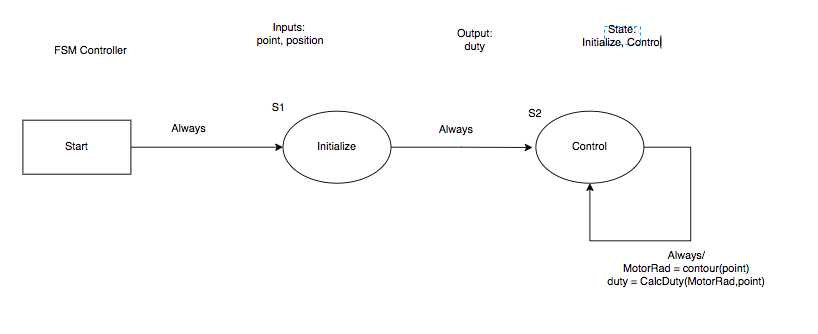 Inputs:
point, position
Output:
duty
State:
Initialize, Control
FSM Controller
S1
S2
Always
Always
Start
Initialize
Control
Always/
MotorRad = contour(point)
duty = CalcDuty(MotorRad,point)